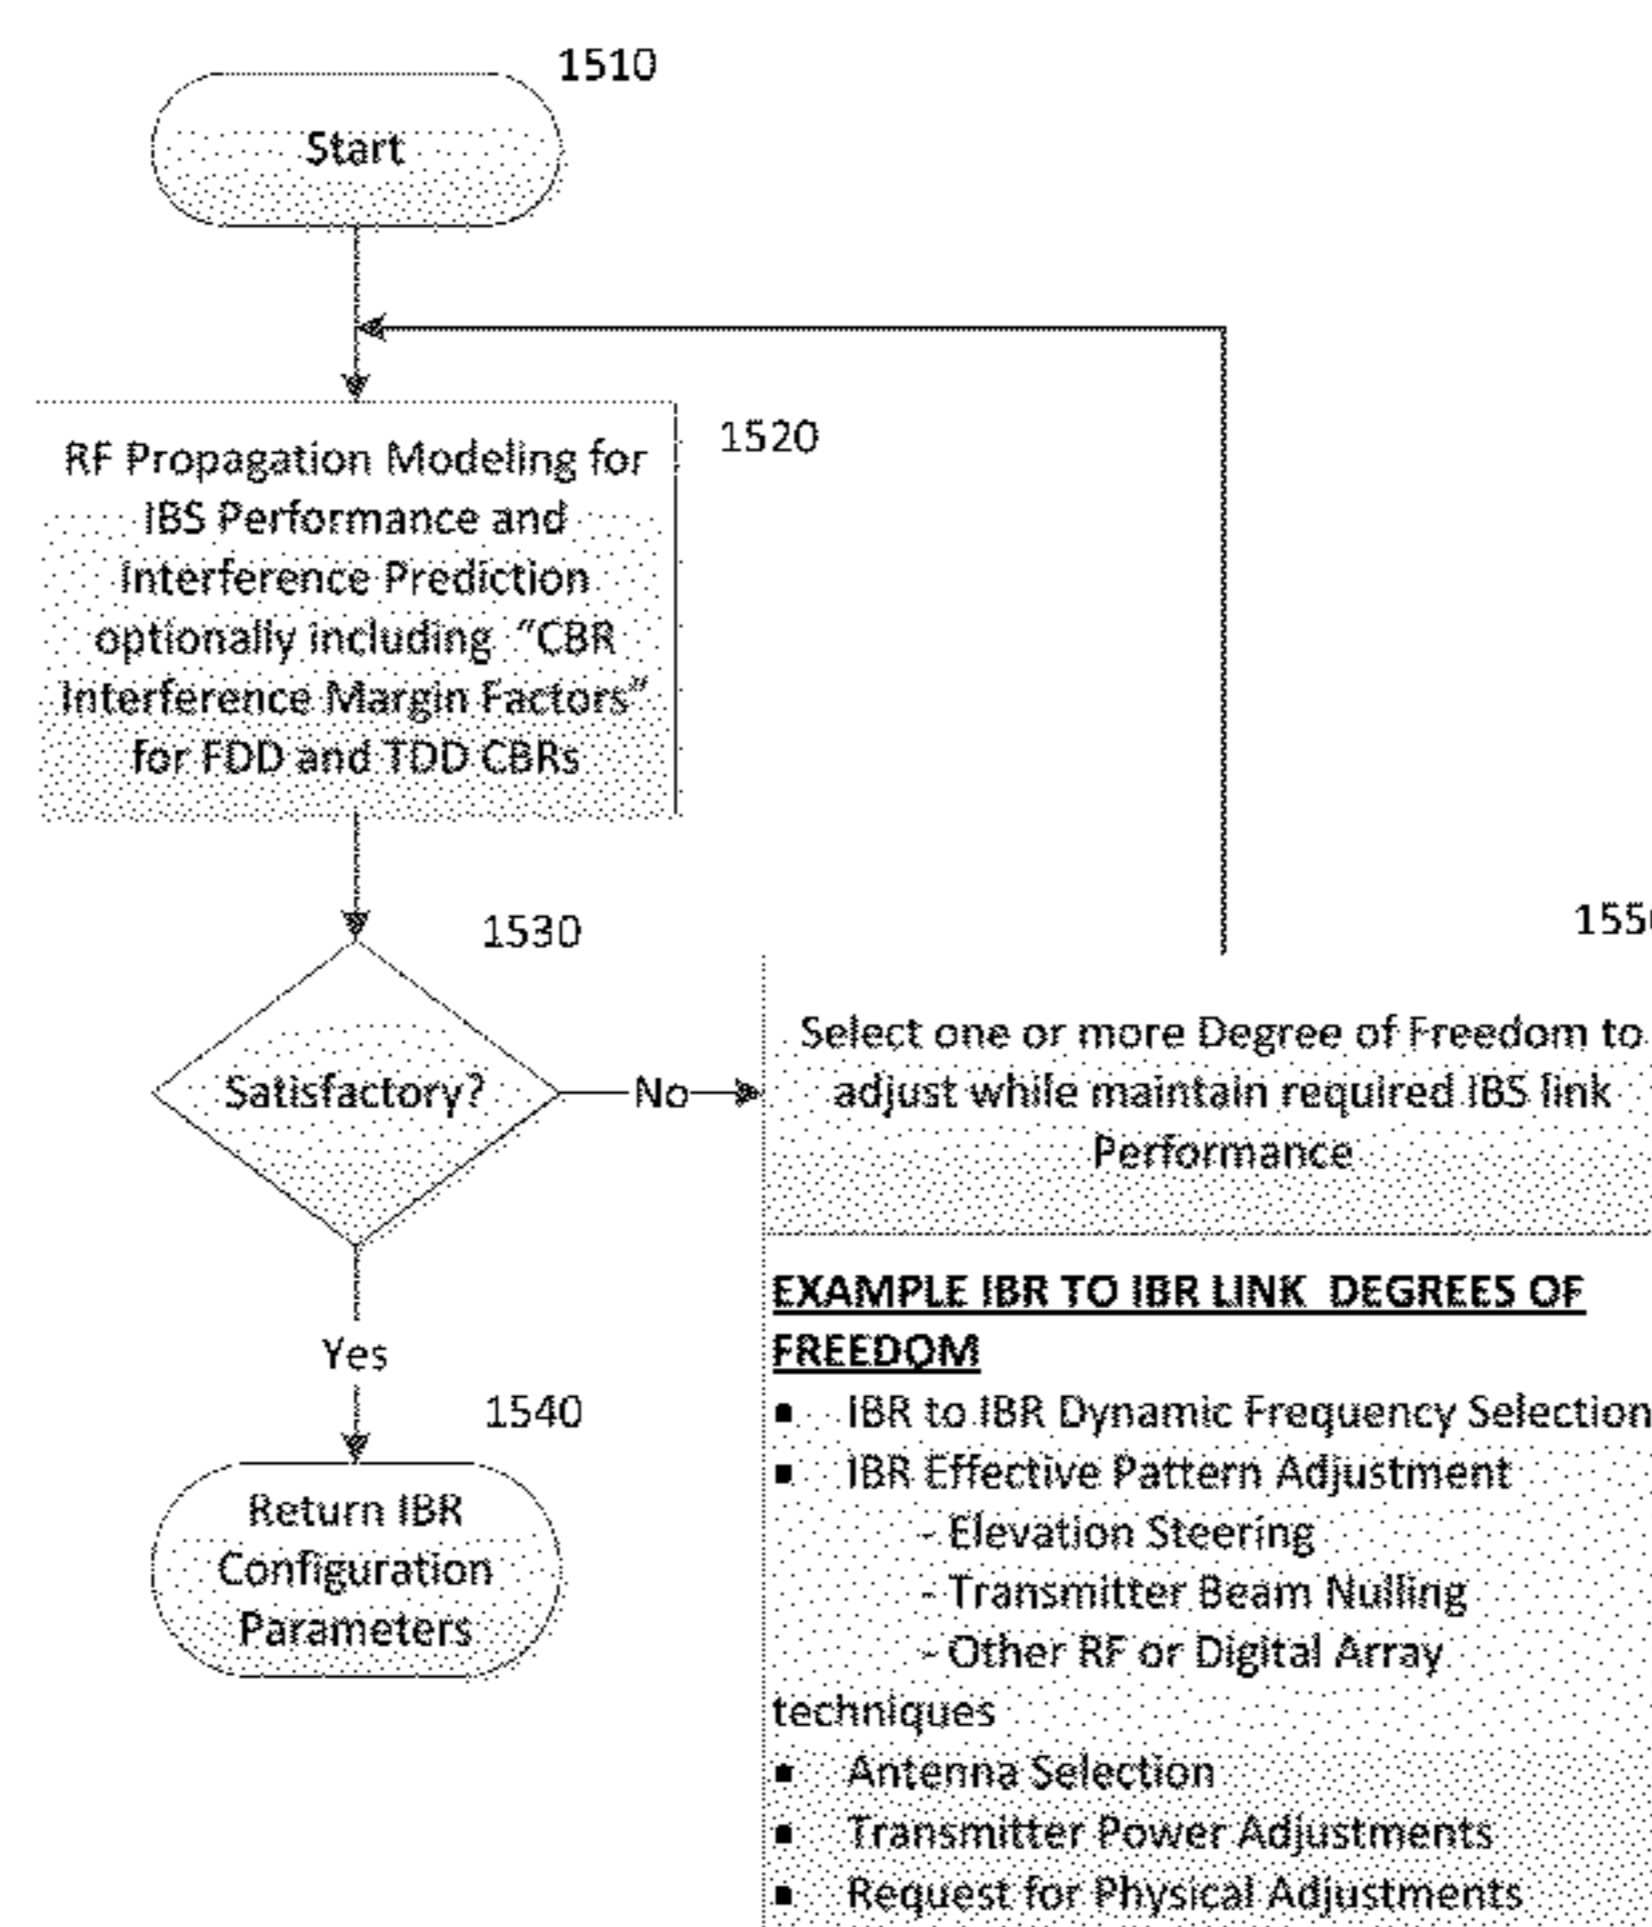 1510
Start
RF Propagation Modeling for
IBS Performance and
Interference Prediction
optionally including "CBR
Interference Margin Factors"
for FDD and TDD CBRs
1520
1530
Satisfactory?
No
Yes
1540
Return IBR
Configuration
Parameters
Select one or more Degree of Freedom to
adjust while maintain required IBS link
Performance
EXAMPLE IBR TO IBR LINK DEGREES OF
FREEDOM
▪ IBR to IBR Dynamic Frequency Selection
▪ IBR Effective Pattern Adjustment
- Elevation Steering
- Transmitter Beam Nulling
- Other RF or Digital Array
techniques
▪ Antenna Selection
▪ Transmitter Power Adjustments
▪ Request for Physical Adjustments